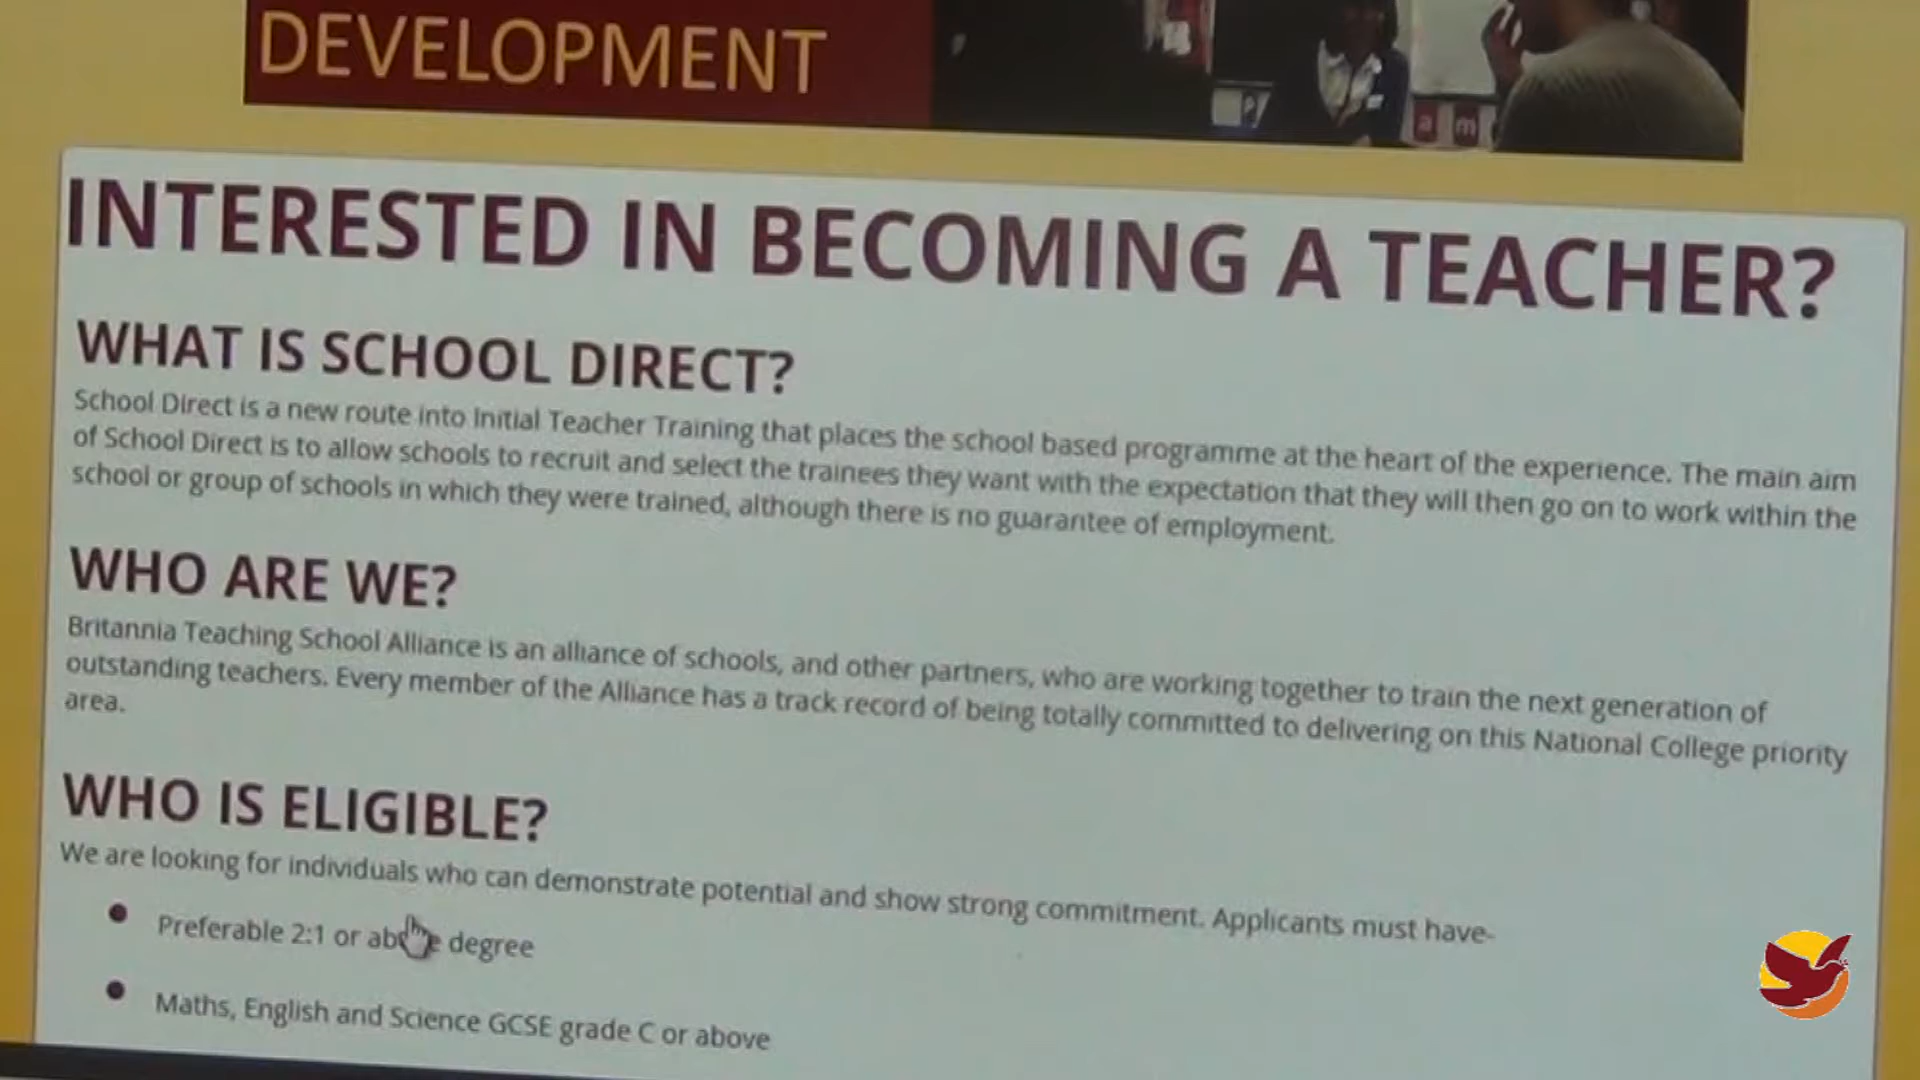 DEVELOPMENT
a m
INTERESTED IN BECOMING A TEACHER?
WHAT IS SCHOOL DIRECT?
School Direct is a new route into Initial Teacher Training that places the school based programme at the heart of the experience. The main aim
of School Direct is to allow schools to recruit and select the trainees they want with the expectation that they will then go on to work within the
school or group of schools in which they were trained, although there is no guarantee of employment.
WHO ARE WE?
Britannia Teaching School Alliance is an alliance of schools, and other partners, who are working together to train the next generation of
outstanding teachers. Every member of the Alliance has a track record of being totally committed to delivering on this National College priority
area.
WHO IS ELIGIBLE?
We are looking for individuals who can demonstrate potential and show strong commitment. Applicants must have-
Preferable 2:1 or above degree
Maths, English and Science GCSE grade C or above